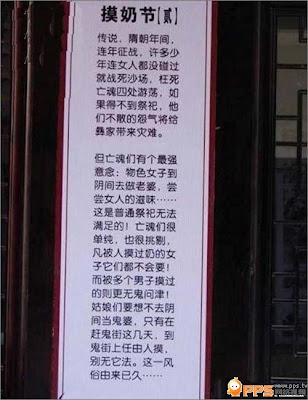 摸奶节【贰】
传说，隋朝年间，
连年征战，许多少
年连女人都没碰过
就战死沙场，枉死
亡魂四处游荡，如
果得不到祭祀，他
们不散的怨气将给
彝家带来灾难。
但亡魂们有个最强
意念：物色女子到
阴间去做老婆，尝
尝女人的滋味……
这是普通祭祀无法
满足的！亡魂们很
单纯，也很挑剔，
凡被人摸过奶的女
子它们都不会要！
而被多个男子摸过
的则更无鬼问津！
姑娘们要想不去阴
间当鬼婆，只有在
赶鬼街这几天，到
鬼街上任由人摸，
别无它法。这一风
俗由来已久……
PPS
www.pps.tv